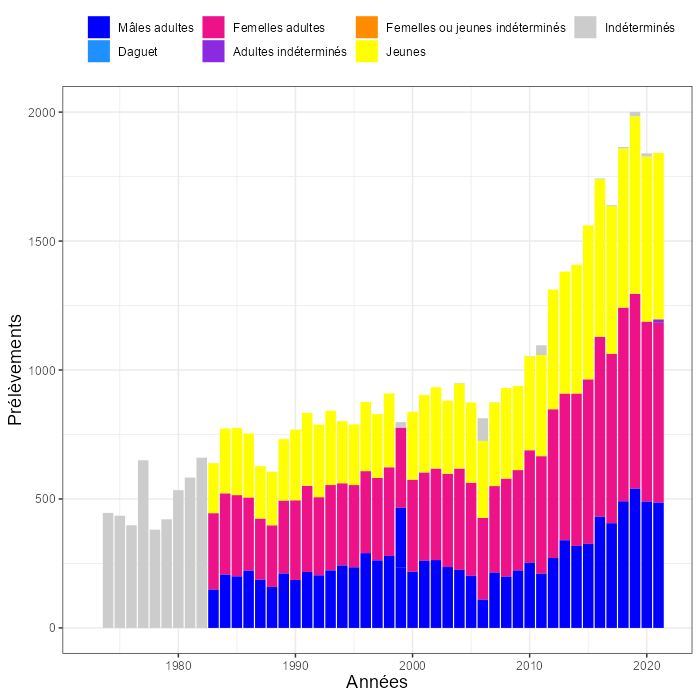 Mâles adultes Femelles adultes Femelles ou jeunes indéterminés Indéterminés
Daguet Adultes indéterminés Jeunes
2000
1500
1000
500
0
Prélèvements
1980 1990 2000 2010 2020
Années